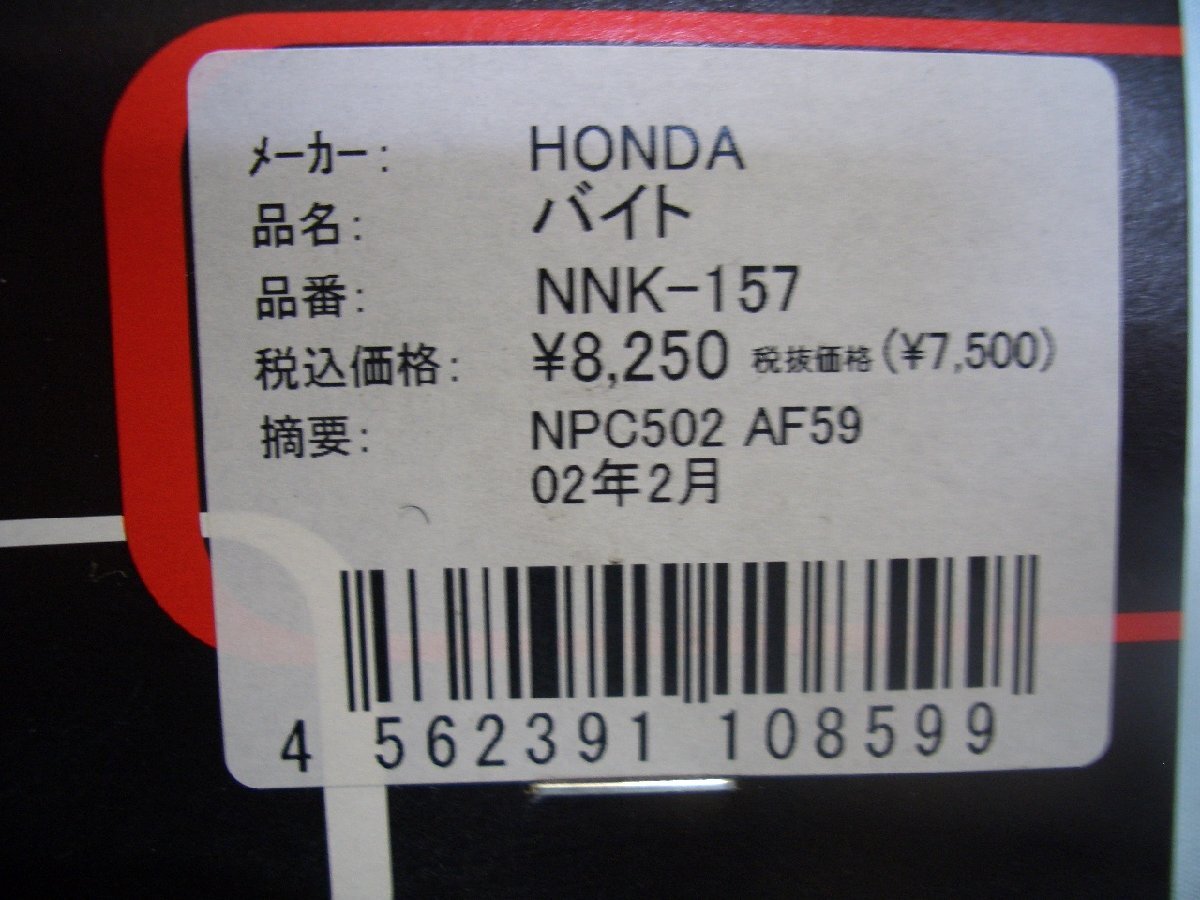 ﾒｰｶｰ: HONDA
品名: バイト
品番: NNK-157
税込価格: ¥8,250 税抜価格(¥7,500)
摘要: NPC502 AF59
02年2月
4 562391 108599